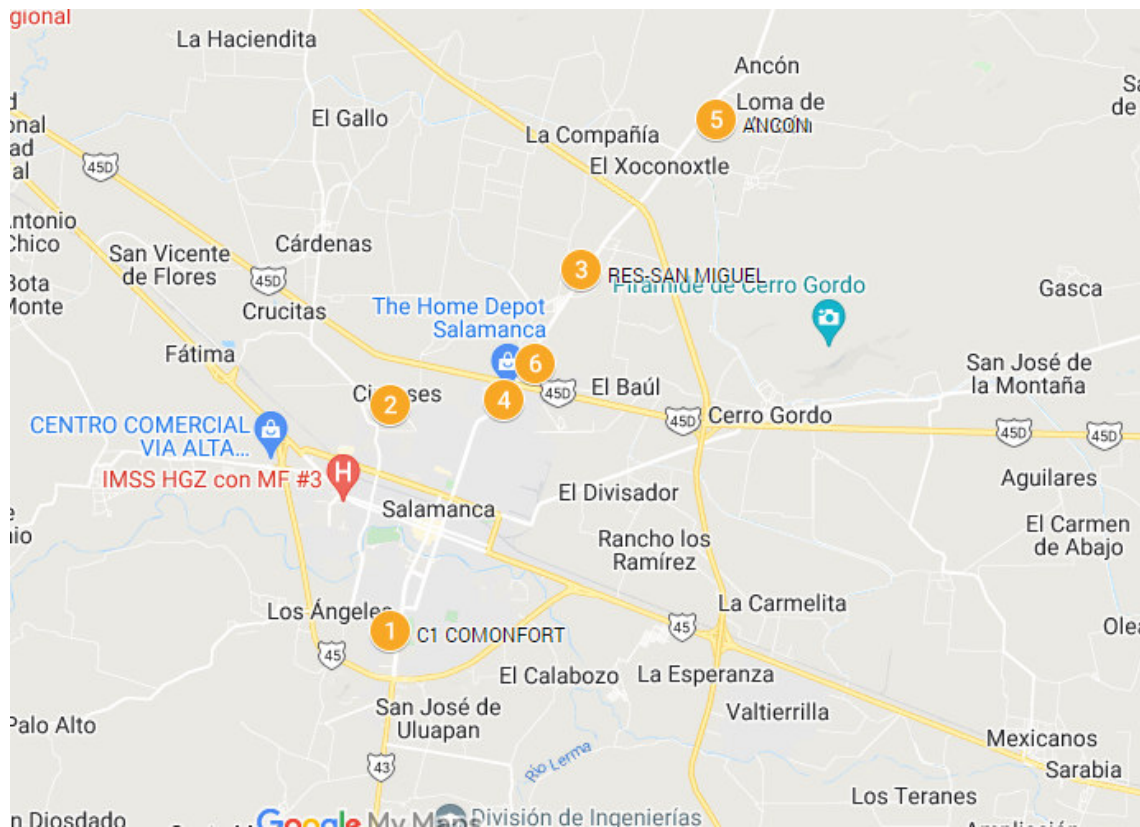 gional
La Haciendita
Ancón
5
Loma de
ANCON
El Gallo
La Compañía
El Xoconoxtle
45D
San Vicente
de Flores
Cárdenas
45D
3
RES-SAN MIGUEL
Pirámide de Cerro Gordo
Gasca
Crucitas
The Home Depot
Salamanca
Fátima
6
San José de
la Montaña
2
4
45D
El Baúl
45D
Cerro Gordo
45D
45D
CENTRO COMERCIAL
VIA ALTA...
IMSS HGZ con MF #3
H
Aguilares
El Divisador
Salamanca
El Carmen
de Abajo
Rancho los
Ramírez
La Carmelita
Los Ángeles
1
C1 COMONFORT
45
45
El Calabozo
La Esperanza
San José de
Uluapan
Valtierrilla
Palo Alto
Mexicanos
43
Río Lerma
Sarabia
Los Teranes
n Diosdado
Google My Maps
División de Ingenierías